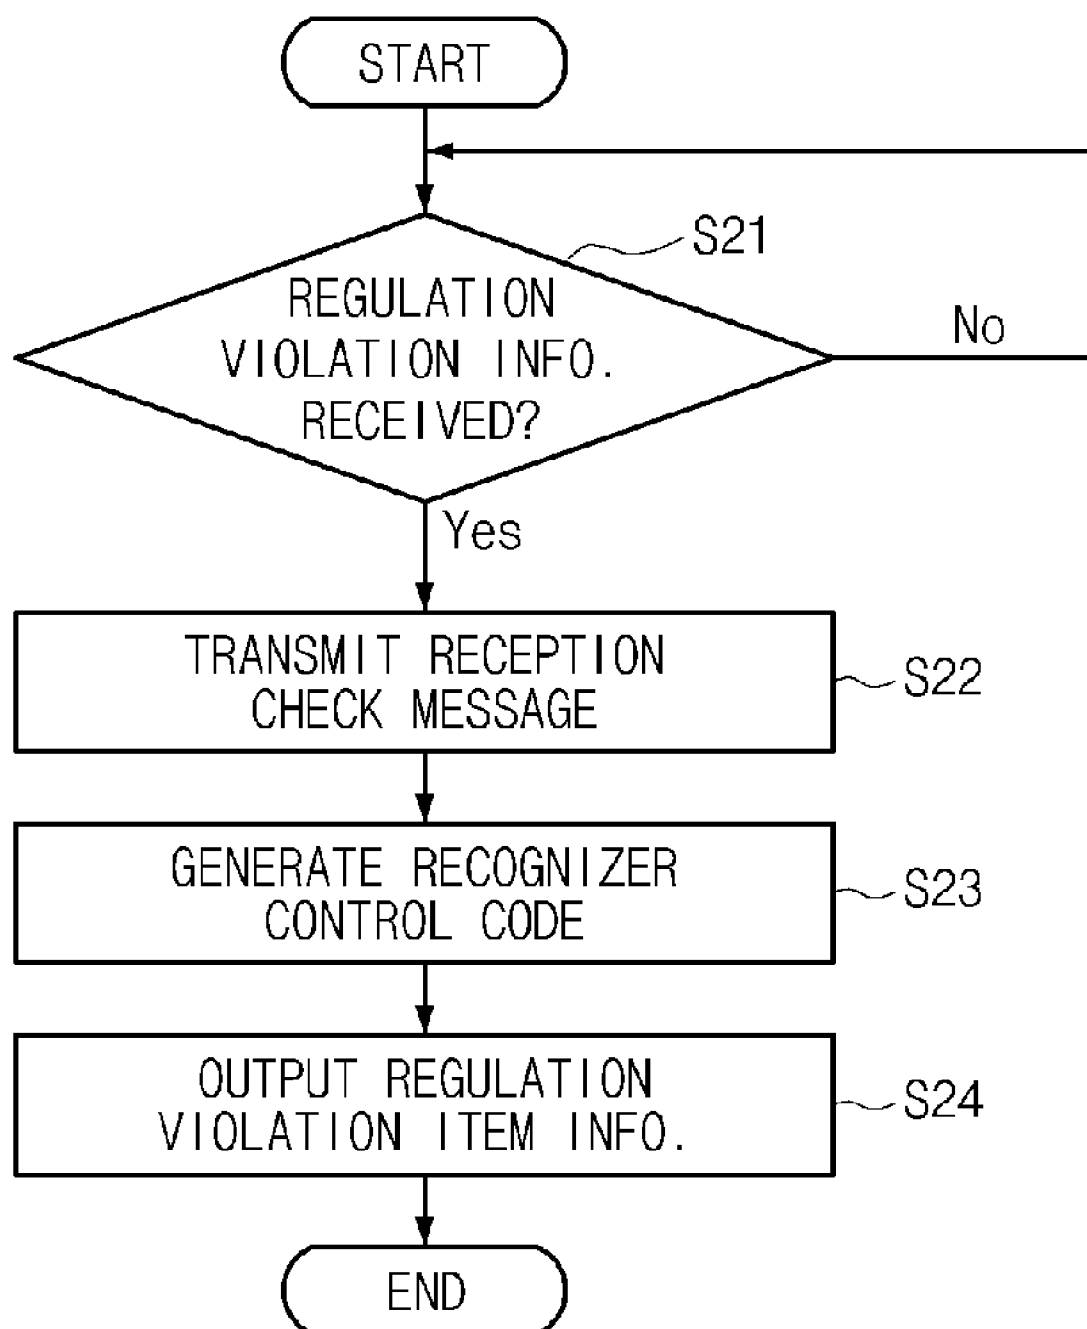 START
S21
REGULATION
VIOLATION INFO.
RECEIVED?
No
Yes
TRANSMIT RECEPTION
CHECK MESSAGE
S22
GENERATE RECOGNIZER
CONTROL CODE
S23
OUTPUT REGULATION
VIOLATION ITEM INFO.
S24
END